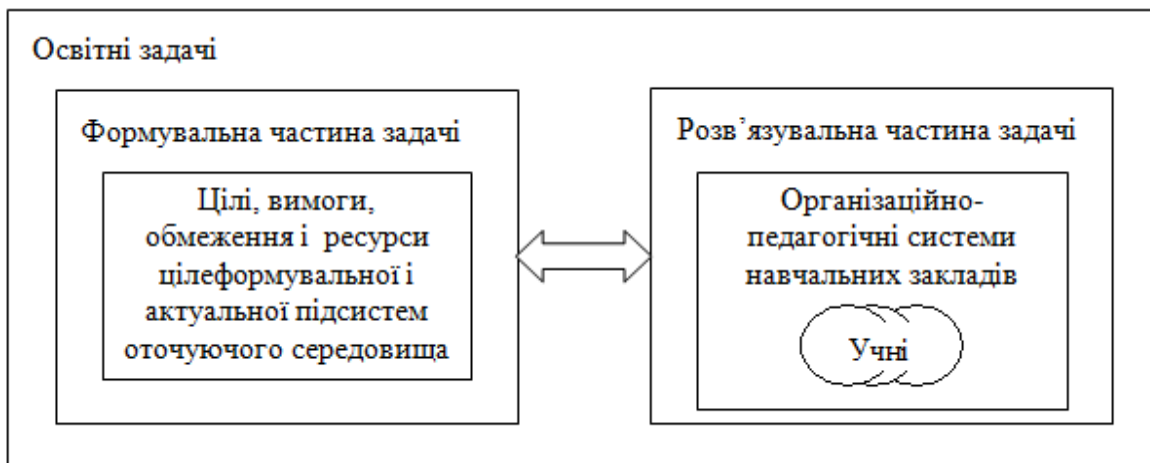 Освітні задачі
Формувальна частина задачі
Цілі, вимоги,
обмеження і ресурси
цілеформувальної і
актуальної підсистем
оточуючого середовища
Розв’язувальна частина задачі
Організаційно-
педагогічні системи
навчальних закладів
Учні